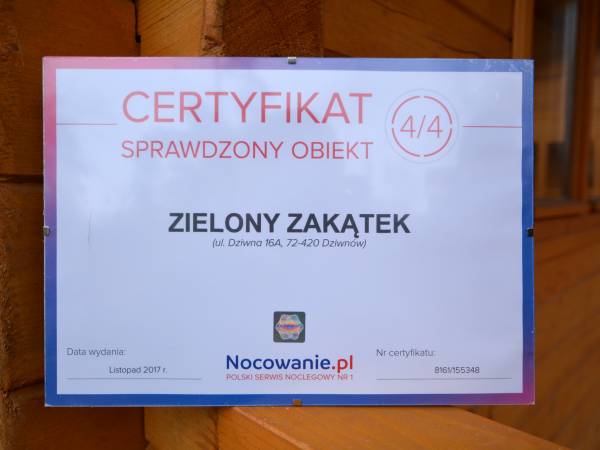 CERTYFIKAT
4/4
SPRAWDZONY OBIEKT
ZIELONY ZAKĄTEK
(ul. Dziwna 16A, 72-420 Dziwnów)
Data wydania:
Listopad 2017 r.
Nocowanie.pl
POLSKI SERWIS NOCLEGOWY NR 1
Nr certyfikatu:
8161/155348